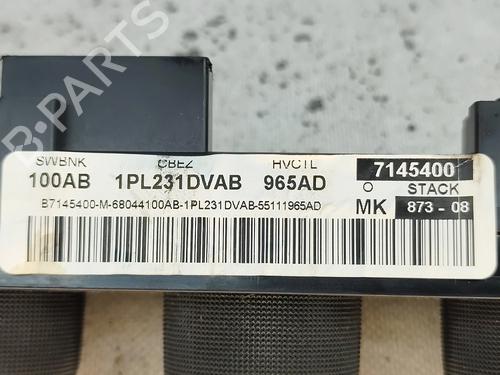 B-PARTS
SWBNK CBEZ HVCTL 7145400
100AB 1PL231DVAB 965AD O STACK
B7145400-M-68044100AB-1PL231DVAB-55111965AD MK 873 - 08